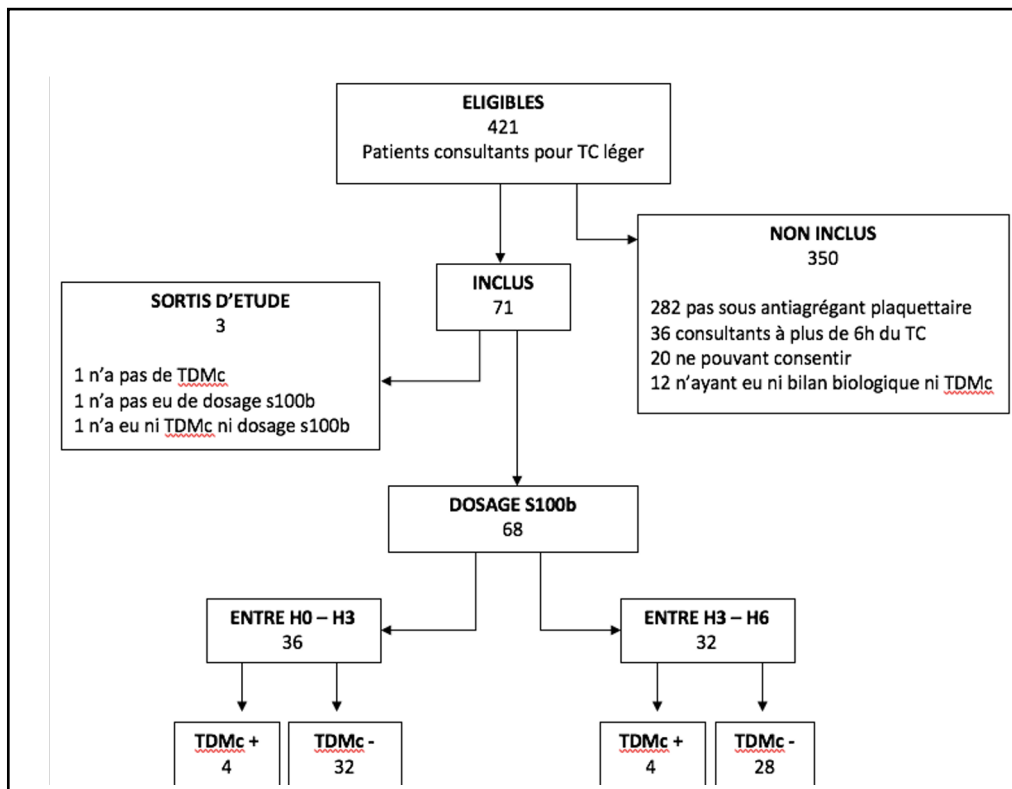 ELIGIBLES
421
Patients consultants pour TC léger
NON INCLUS
350
282 pas sous antiagrégant plaquettaire
36 consultants à plus de 6h du TC
20 ne pouvant consentir
12 n'ayant eu ni bilan biologique ni TDMc
INCLUS
71
SORTIS D'ETUDE
3
1 n'a pas de TDMc
1 n'a pas eu de dosage s100b
1 n'a eu ni TDMc ni dosage s100b
DOSAGE S100b
68
ENTRE H0 – H3
36
ENTRE H3 – H6
32
TDMc +
4
TDMc -
32
TDMc +
4
TDMc -
28